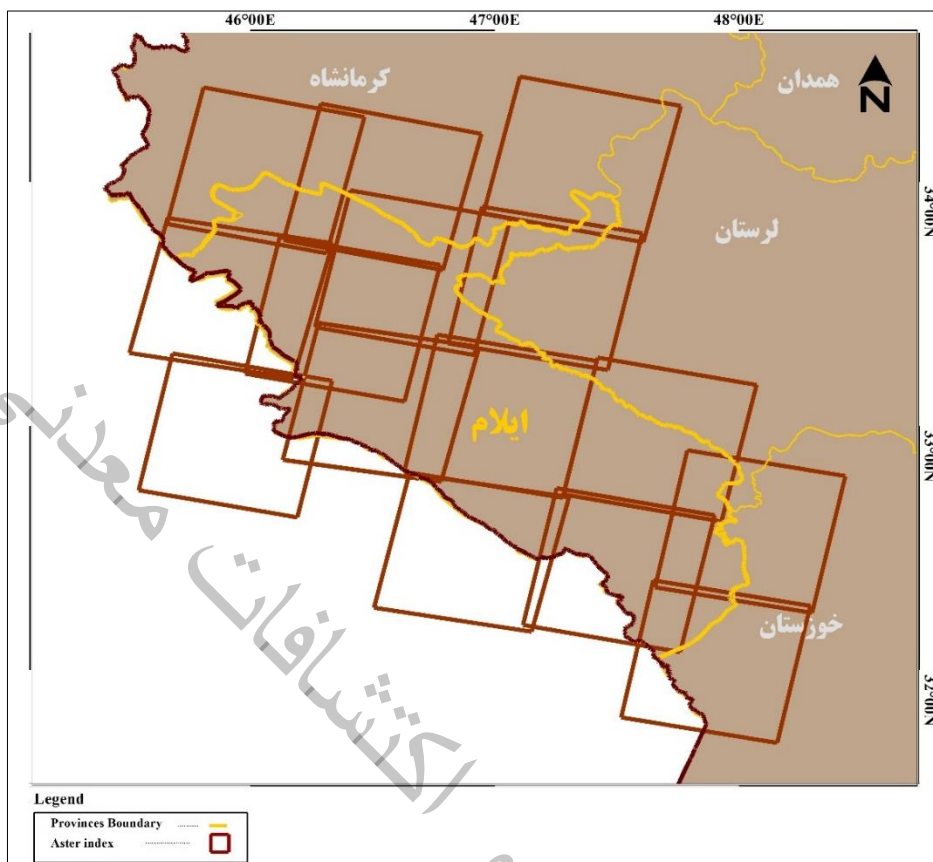 46°00E 47°00E 48°00E
کرمانشاه
همدان
N
34°00N
لرستان
ایلام
33°00N
خوزستان
32°00N
اکتشافات معدنی
Legend
Provinces Boundary
Aster index